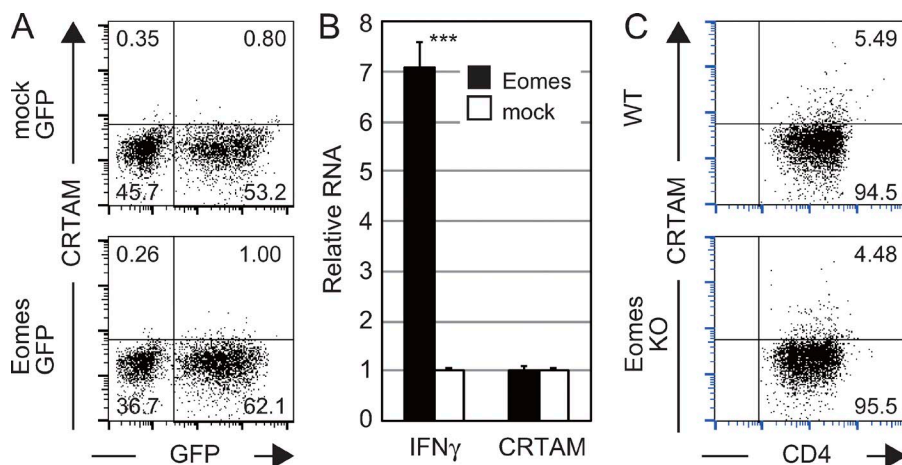 A
CRTAM
mock
GFP
0.35 0.80
45.7 53.2
Eomes
GFP
0.26 1.00
36.7 62.1
GFP
B
Relative RNA
8
7
6
5
4
3
2
1
0
***
Eomes
mock
IFNγ CRTAM
C
CRTAM
WT
5.49
94.5
Eomes
KO
4.48
95.5
CD4